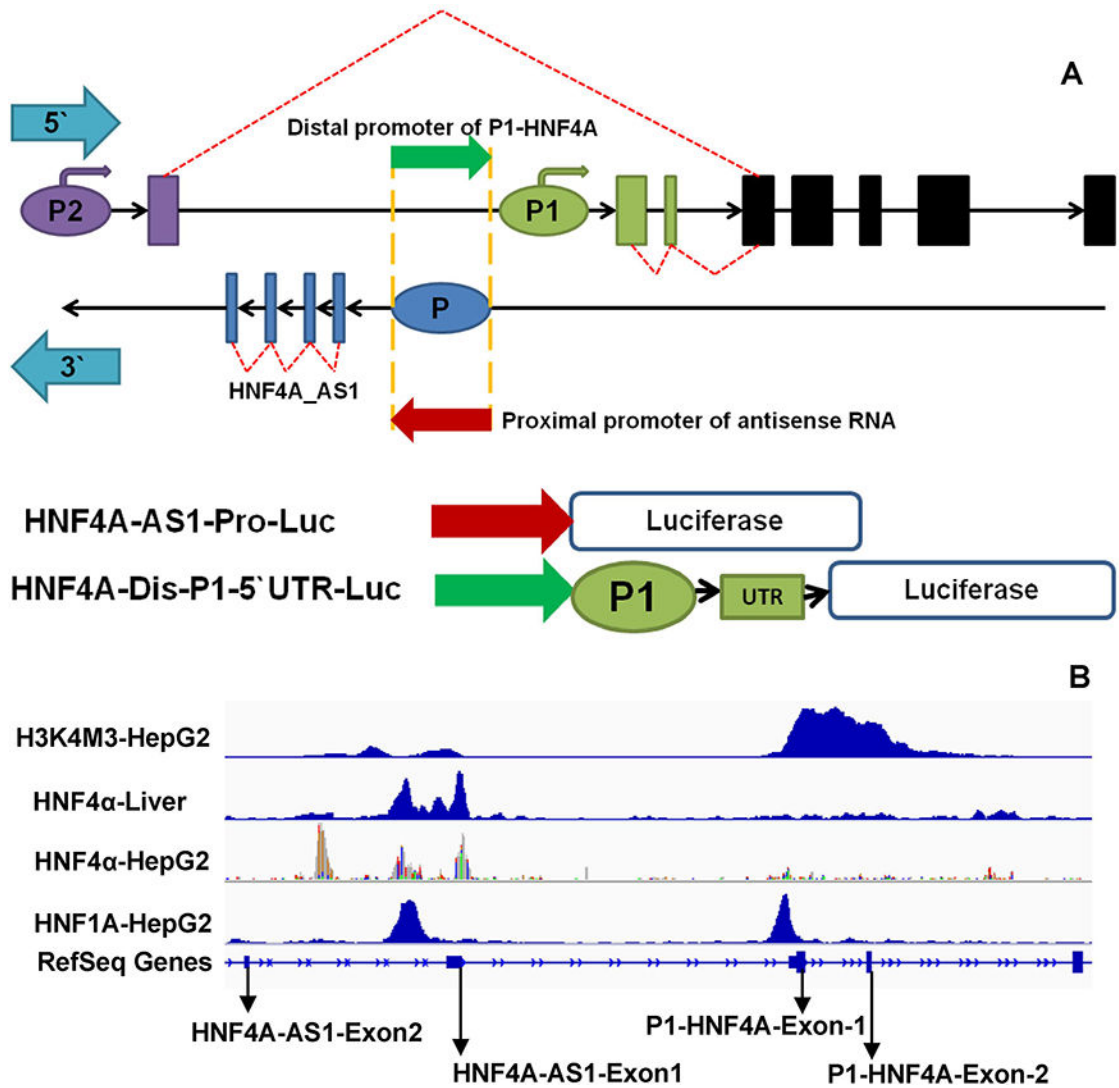 A
5`
Distal promoter of P1-HNF4A
P2
P1
P
3`
HNF4A_AS1
Proximal promoter of antisense RNA
HNF4A-AS1-Pro-Luc
Luciferase
HNF4A-Dis-P1-5`UTR-Luc
P1
UTR
Luciferase
B
H3K4M3-HepG2
HNF4α-Liver
HNF4α-HepG2
HNF1A-HepG2
RefSeq Genes
HNF4A-AS1-Exon2
P1-HNF4A-Exon-1
HNF4A-AS1-Exon1
P1-HNF4A-Exon-2